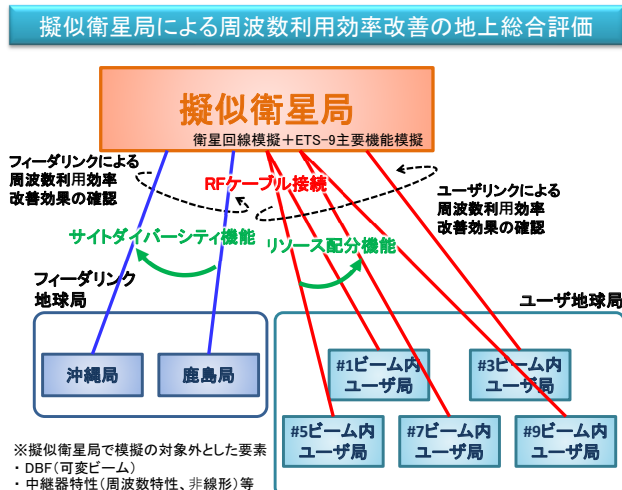 擬似衛星局による周波数利用効率改善の地上総合評価
擬似衛星局
衛星回線模擬+ETS-9主要機能模擬
フィーダリンクによる
周波数利用効率
改善効果の確認
RFケーブル接続
ユーザリンクによる
周波数利用効率
改善効果の確認
サイトダイバーシティ機能
リソース配分機能
フィーダリンク
地球局
ユーザ地球局
沖縄局
鹿島局
#1ビーム内
ユーザ局
#3ビーム内
ユーザ局
#5ビーム内
ユーザ局
#7ビーム内
ユーザ局
#9ビーム内
ユーザ局
※擬似衛星局で模擬の対象外とした要素
・DBF(可変ビーム)
・中継器特性(周波数特性、非線形)等